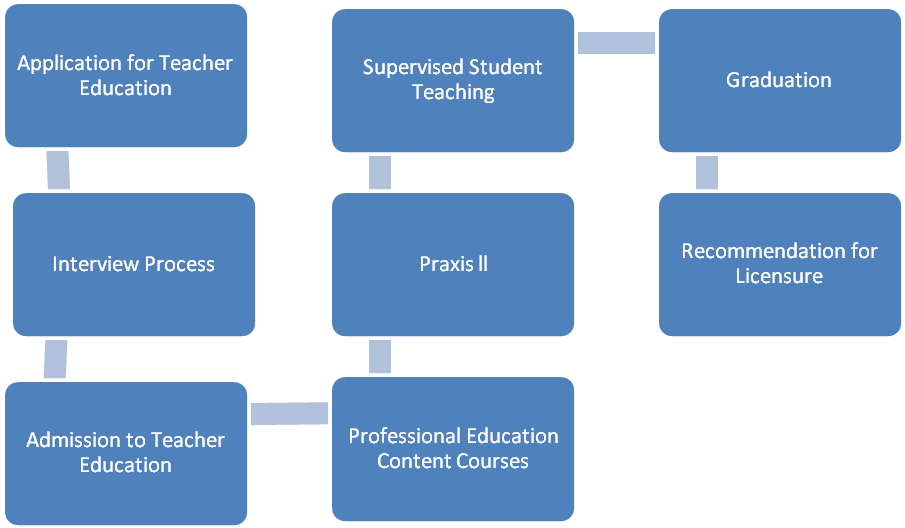 Application for Teacher
Education
Interview Process
Admission to Teacher
Education
Professional Education
Content Courses
Praxis ll
Supervised Student
Teaching
Graduation
Recommendation for
Licensure